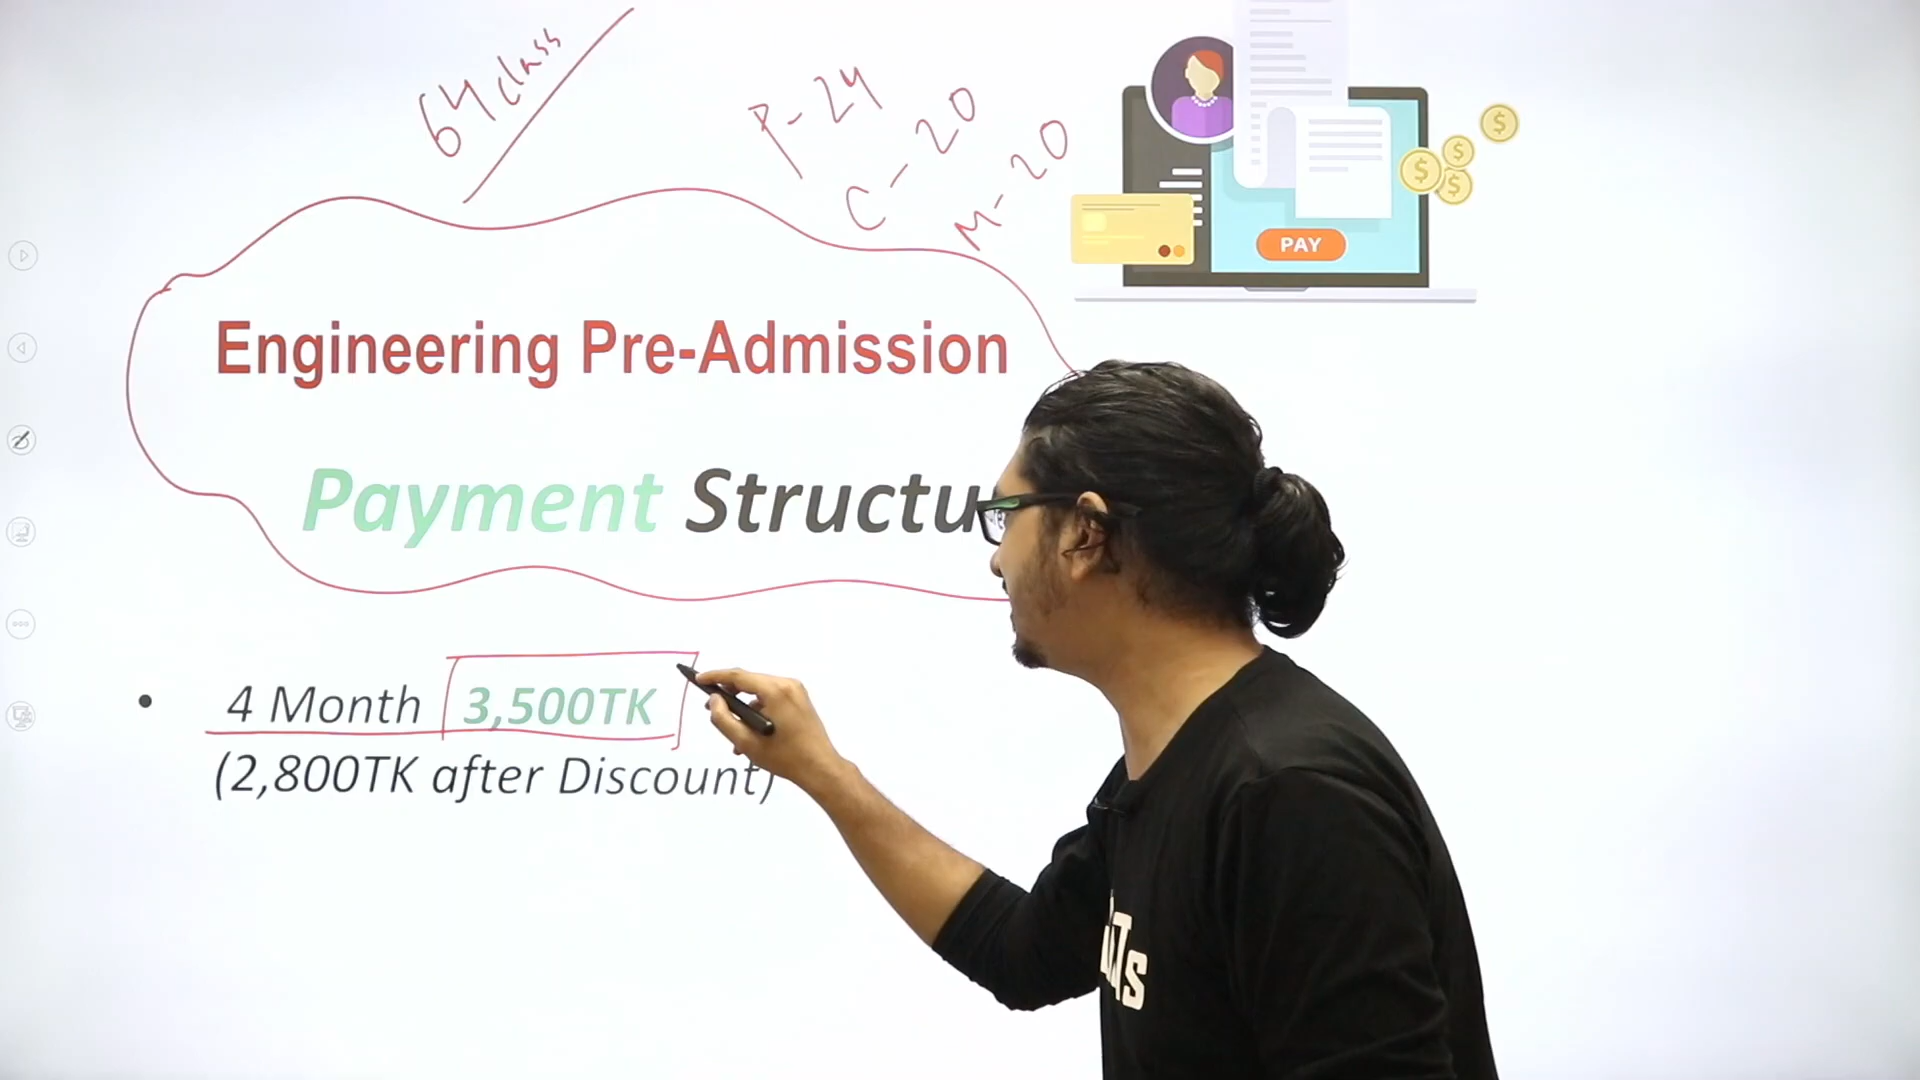 64 class
P-24
C-20
M-20
PAY
Engineering Pre-Admission
Payment Structu
• 4 Month 3,500TK
(2,800TK after Discount)